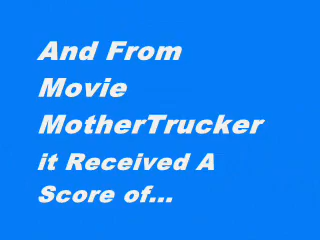 And From
Movie
MotherTrucker
it Received A
Score of...